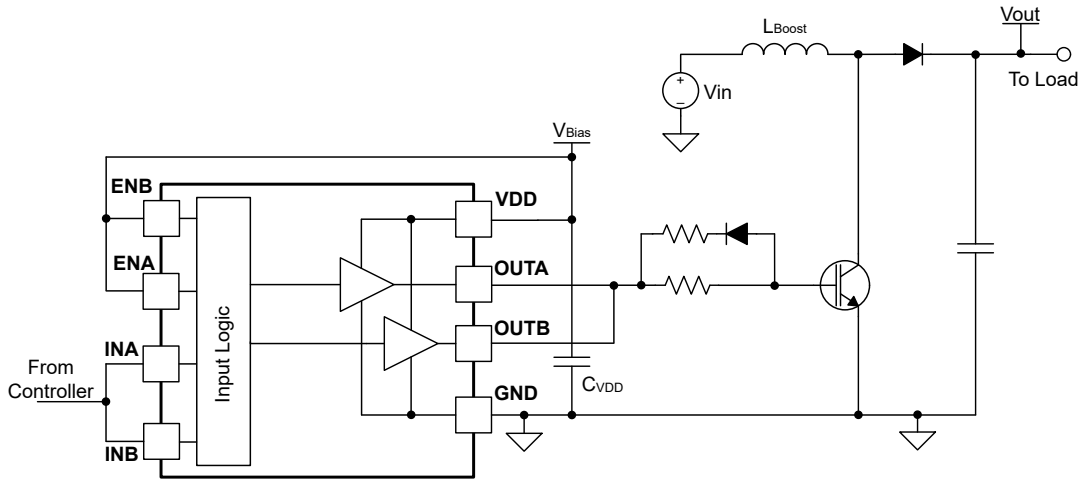 Vout
LBoost
To Load
+
Vin
−
VBias
ENB
VDD
ENA
OUTA
INA
OUTB
From
Controller
Input Logic
CVDD
GND
INB